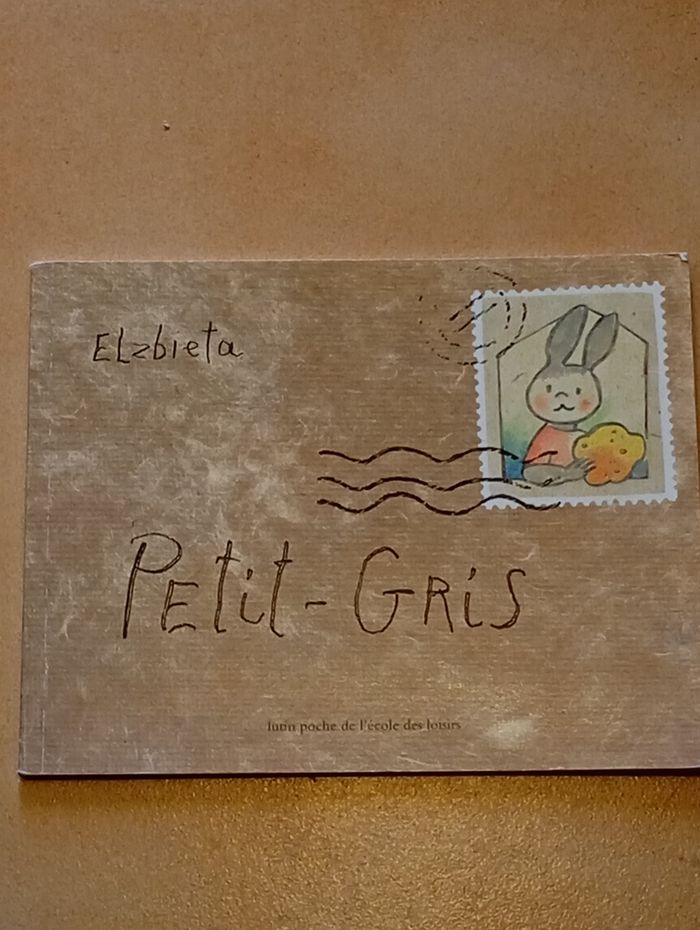 ELzbieta
PEtit-GRiS
lutin poche de l'école des loisirs